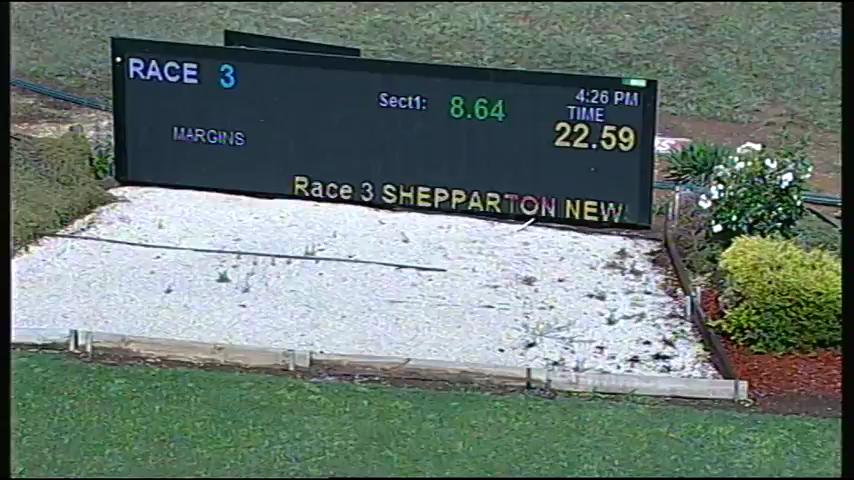 RACE 3
Sect1: 8.64
4:26 PM
TIME
22.59
MARGINS
Race 3 SHEPPARTON NEW